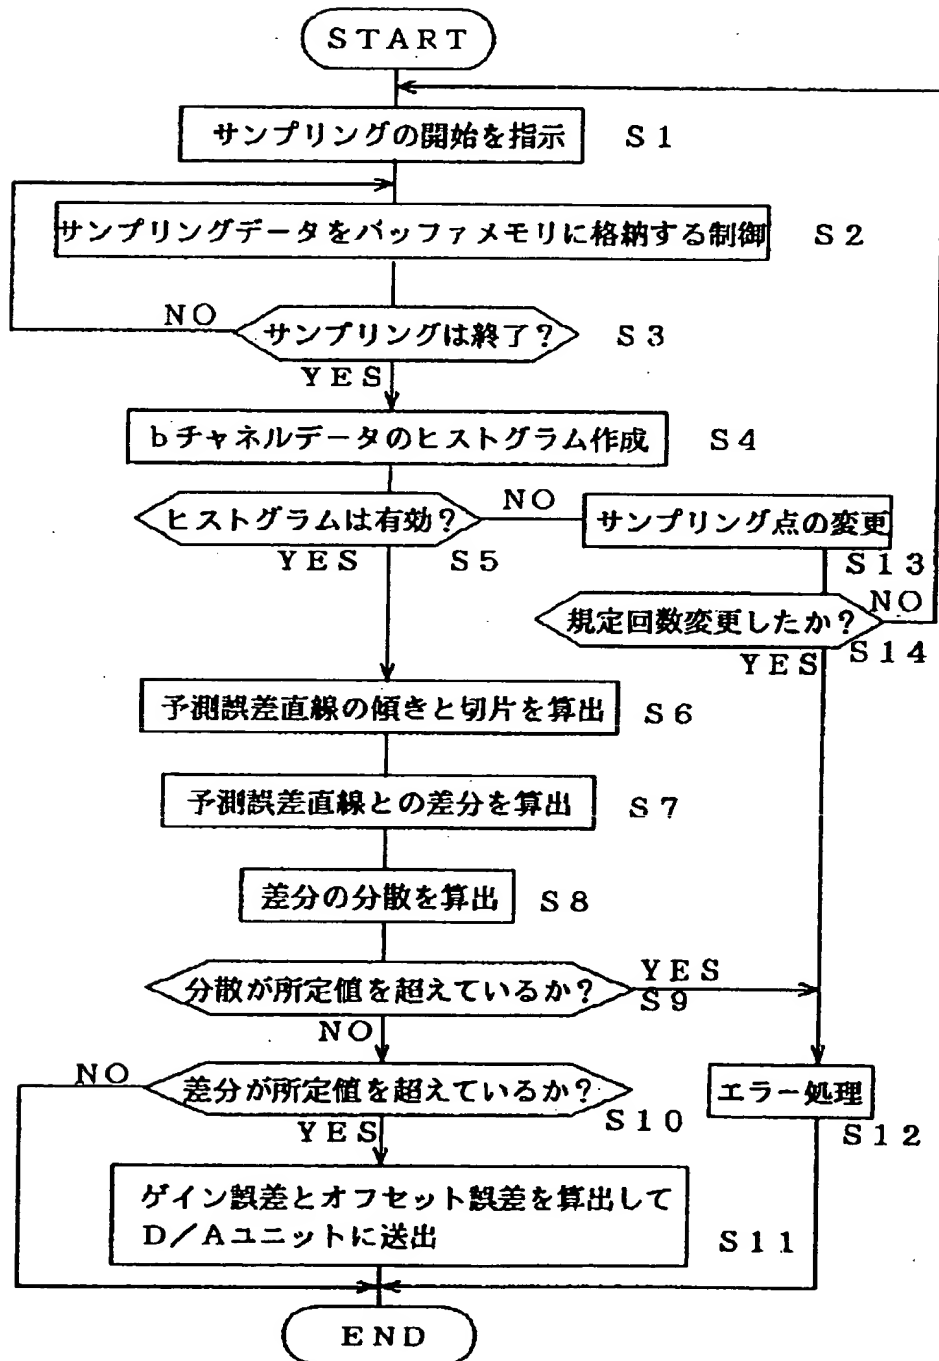 START
サンプリングの開始を指示 S1
サンプリングデータをバッファメモリに格納する制御 S2
NO
サンプリングは終了? S3
YES
bチャネルデータのヒストグラム作成 S4
ヒストグラムは有効? NO サンプリング点の変更
YES S5 S13
規定回数変更したか? NO
YES S14
予測誤差直線の傾きと切片を算出 S6
予測誤差直線との差分を算出 S7
差分の分散を算出 S8
分散が所定値を超えているか? YES
S9
NO
NO 差分が所定値を超えているか? エラー処理
YES S10 S12
ゲイン誤差とオフセット誤差を算出して
D/Aユニットに送出 S11
END